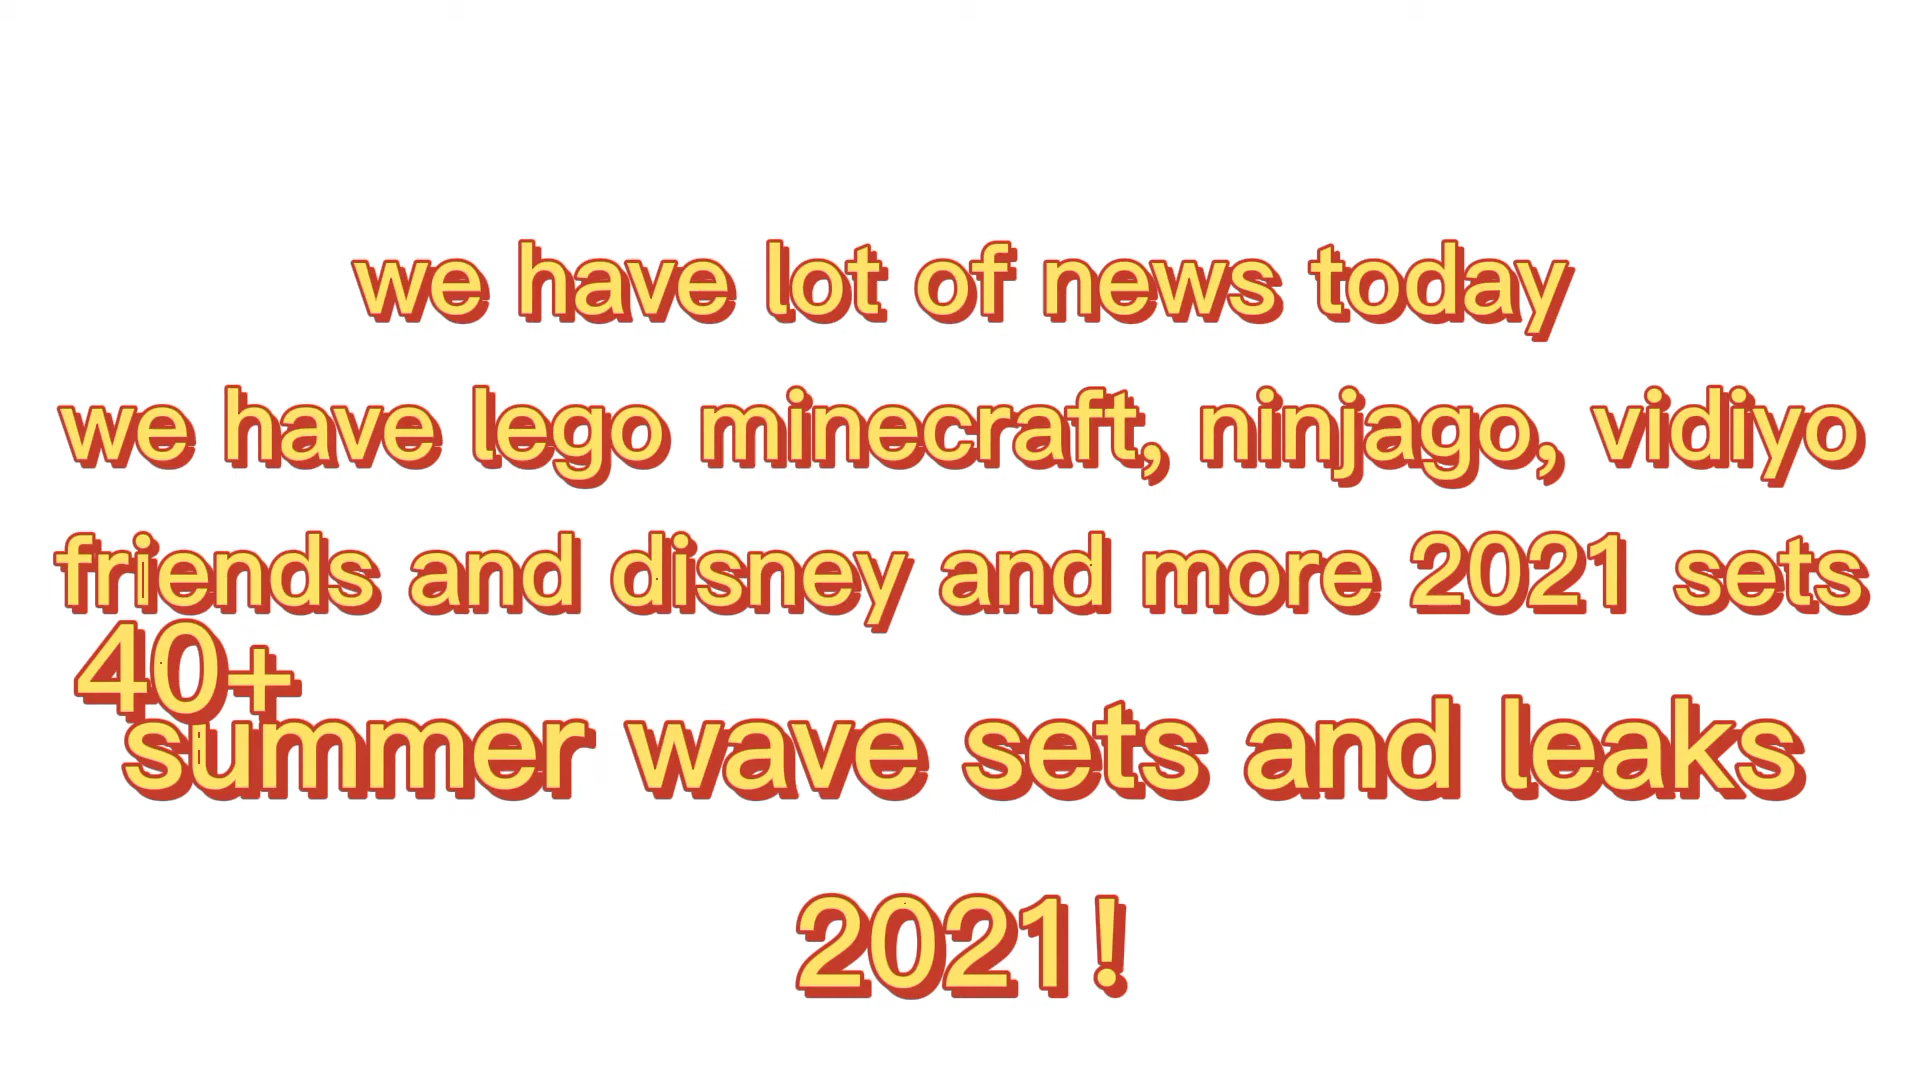 we have lot of news today
we have lego minecraft, ninjago, vidiyo
friends and disney and more 2021 sets
40+
summer wave sets and leaks
2021!